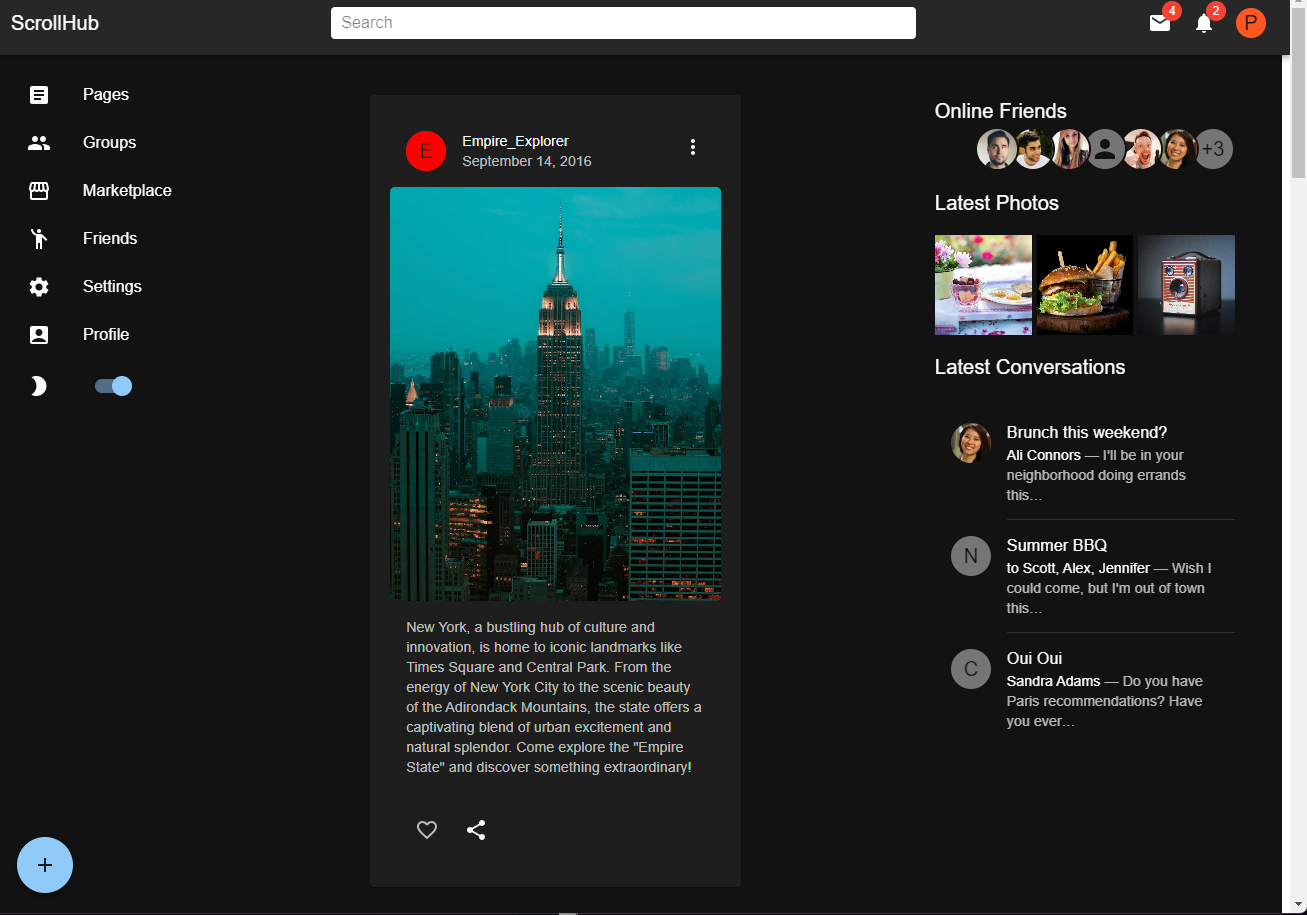 ScrollHub
Search
4
2
P
Pages
Groups
Marketplace
Friends
Settings
Profile
E
Empire_Explorer
September 14, 2016
New York, a bustling hub of culture and
innovation, is home to iconic landmarks like
Times Square and Central Park. From the
energy of New York City to the scenic beauty
of the Adirondack Mountains, the state offers a
captivating blend of urban excitement and
natural splendor. Come explore the "Empire
State" and discover something extraordinary!
Online Friends
+3
Latest Photos
Latest Conversations
Brunch this weekend?
Ali Connors — I'll be in your
neighborhood doing errands
this…
N
Summer BBQ
to Scott, Alex, Jennifer — Wish I
could come, but I'm out of town
this…
C
Oui Oui
Sandra Adams — Do you have
Paris recommendations? Have
you ever…
+